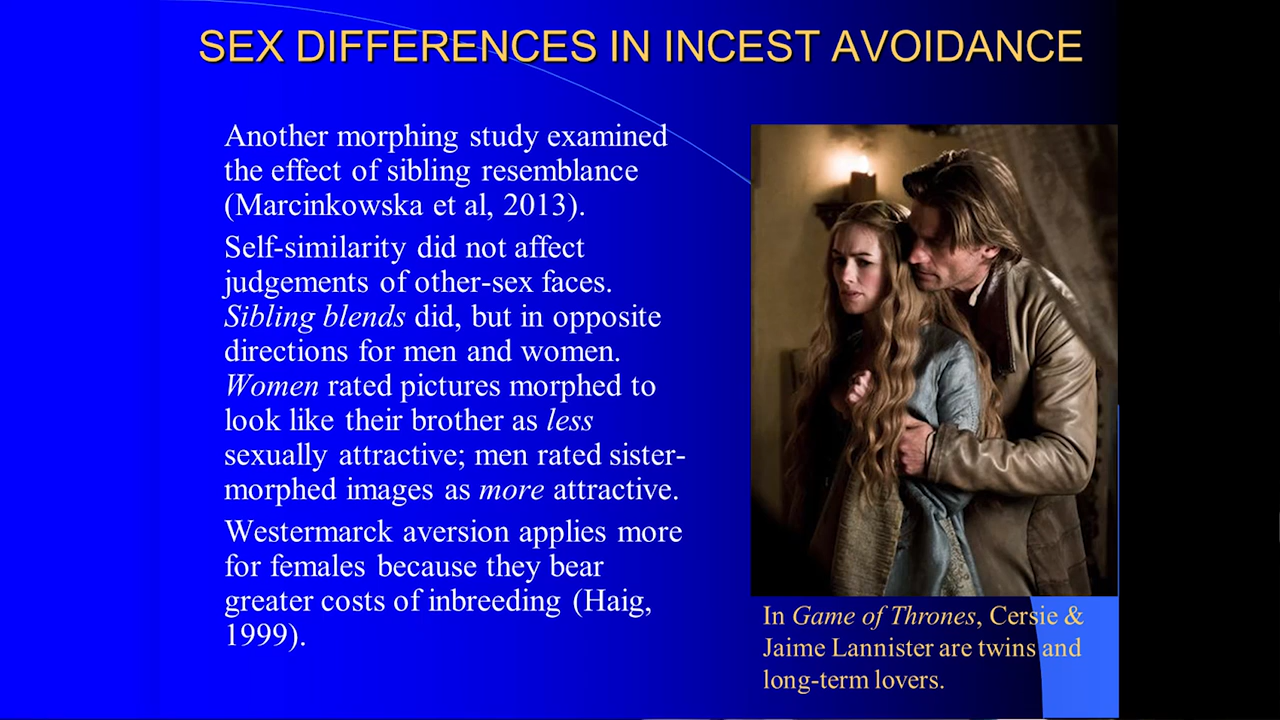 SEX DIFFERENCES IN INCEST AVOIDANCE
Another morphing study examined
the effect of sibling resemblance
(Marcinkowska et al, 2013).
Self-similarity did not affect
judgements of other-sex faces.
Sibling blends did, but in opposite
directions for men and women.
Women rated pictures morphed to
look like their brother as less
sexually attractive; men rated sister-
morphed images as more attractive.
Westermarck aversion applies more
for females because they bear
greater costs of inbreeding (Haig,
1999).
In Game of Thrones, Cersie &
Jaime Lannister are twins and
long-term lovers.